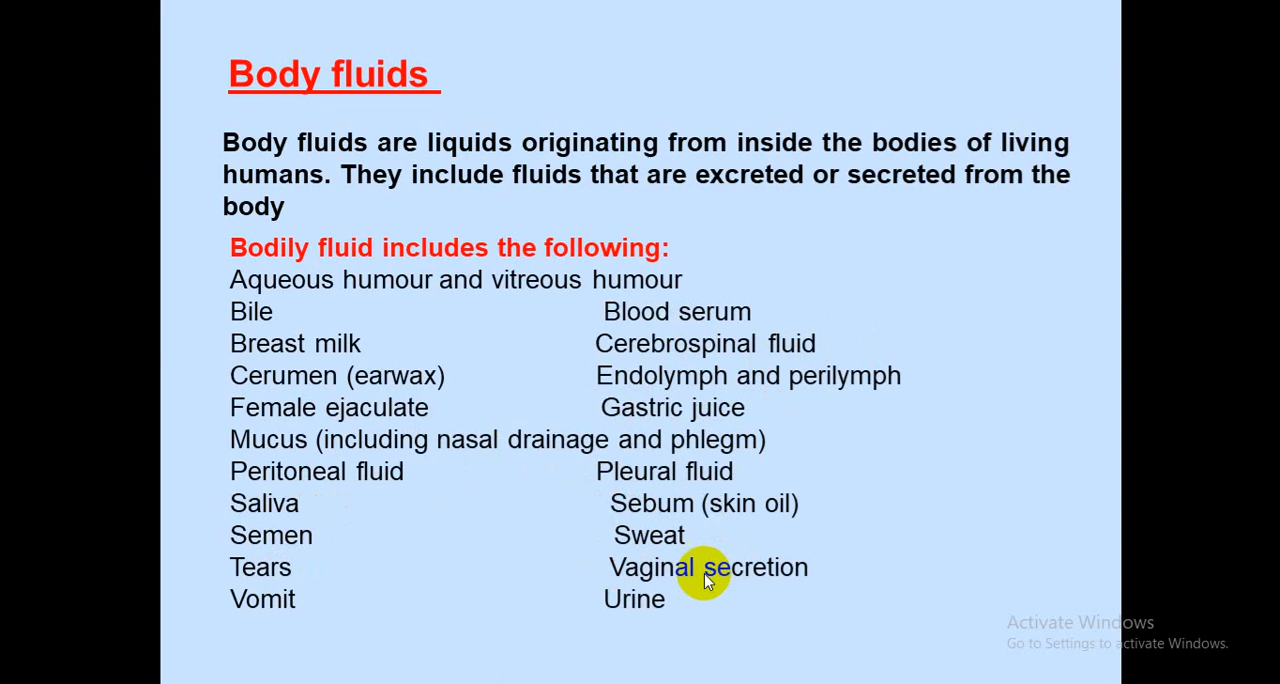 Body fluids
Body fluids are liquids originating from inside the bodies of living
humans. They include fluids that are excreted or secreted from the
body
Bodily fluid includes the following:
Aqueous humour and vitreous humour
Bile Blood serum
Breast milk Cerebrospinal fluid
Cerumen (earwax) Endolymph and perilymph
Female ejaculate Gastric juice
Mucus (including nasal drainage and phlegm)
Peritoneal fluid Pleural fluid
Saliva Sebum (skin oil)
Semen Sweat
Tears Vaginal secretion
Vomit Urine
Activate Windows
Go to Settings to activate Windows.